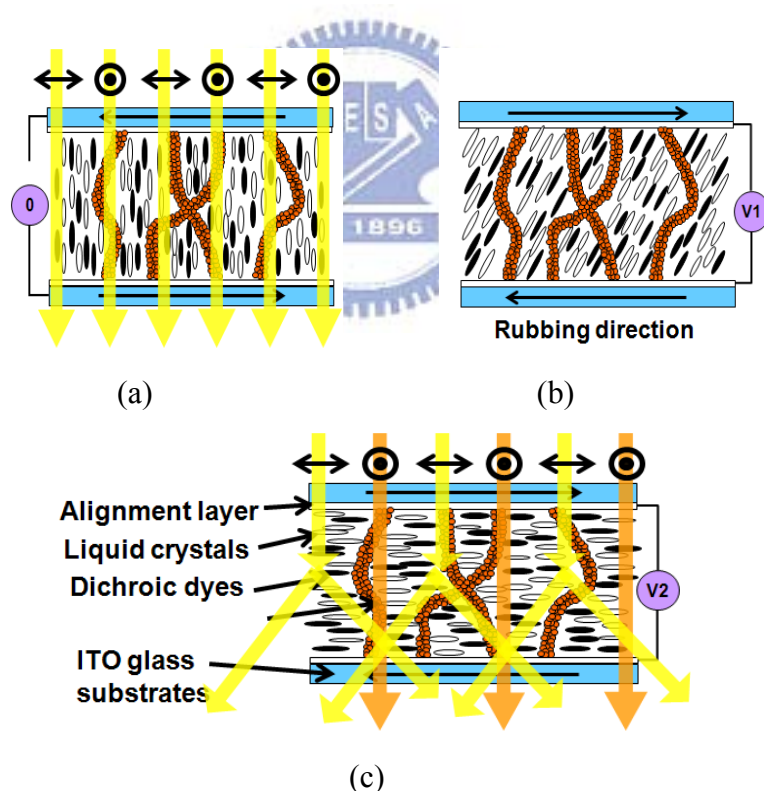 0
V1
1896
E S A
Rubbing direction
(a)
(b)
Alignment layer
Liquid crystals
Dichroic dyes
V2
ITO glass
substrates
(c)